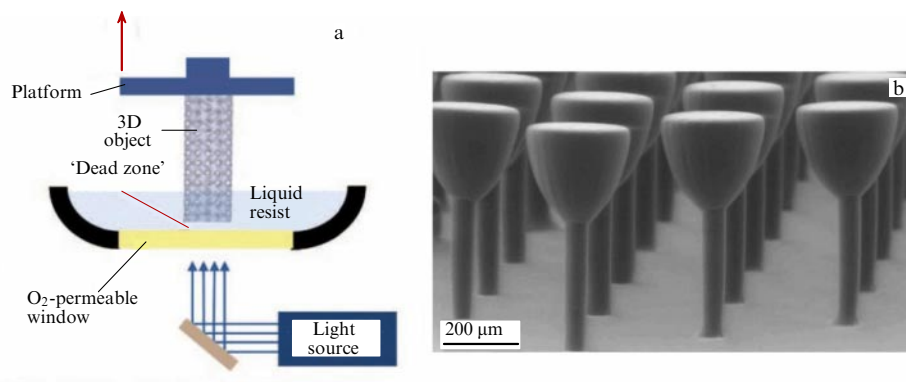 a
Platform
3D
object
'Dead zone'
Liquid
resist
O₂-permeable
window
Light
source
b
200 μm